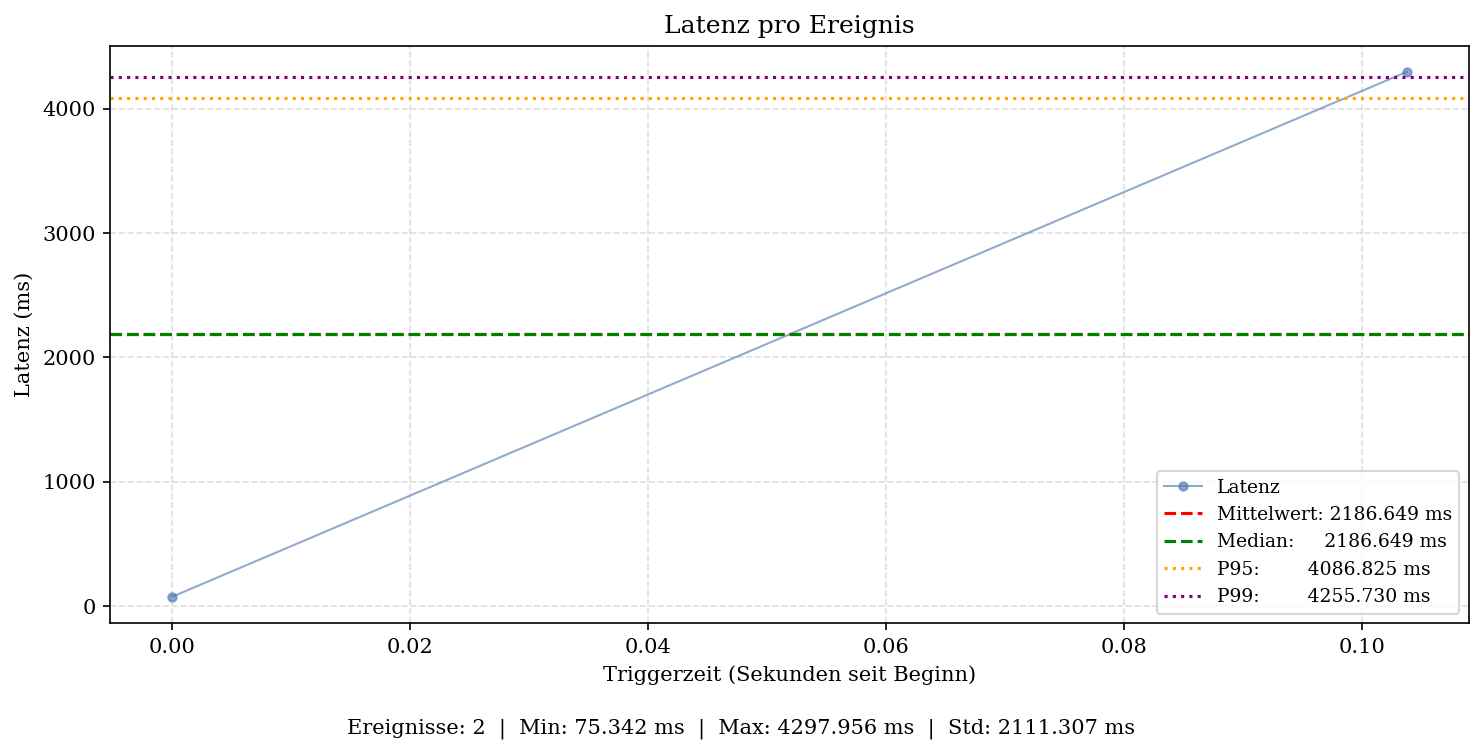 Latenz pro Ereignis
Latenz (ms)
4000
3000
2000
1000
0
0.00 0.02 0.04 0.06 0.08 0.10
Triggerzeit (Sekunden seit Beginn)
Latenz
Mittelwert: 2186.649 ms
Median: 2186.649 ms
P95: 4086.825 ms
P99: 4255.730 ms
Ereignisse: 2 | Min: 75.342 ms | Max: 4297.956 ms | Std: 2111.307 ms